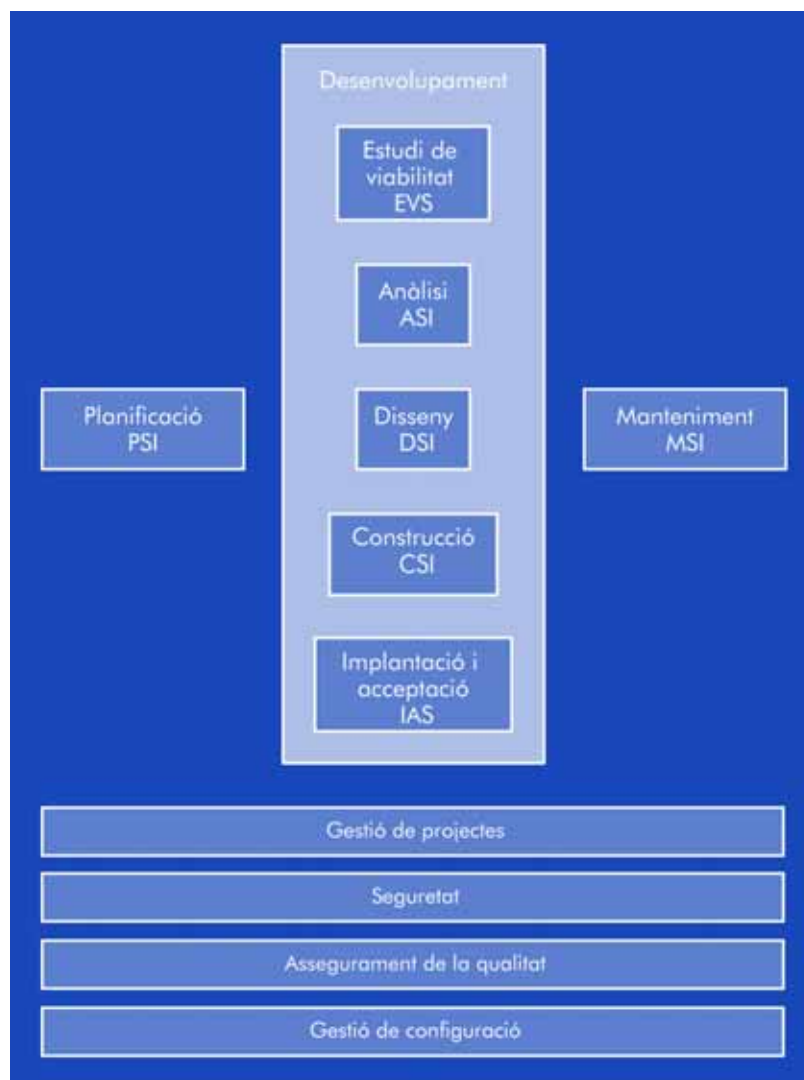 Desenvolupament
Estudi de
viabilitat
EVS
Anàlisi
ASI
Planificació
PSI
Disseny
DSI
Manteniment
MSI
Construcció
CSI
Implantació i
acceptació
IAS
Gestió de projectes
Seguretat
Assegurament de la qualitat
Gestió de configuració